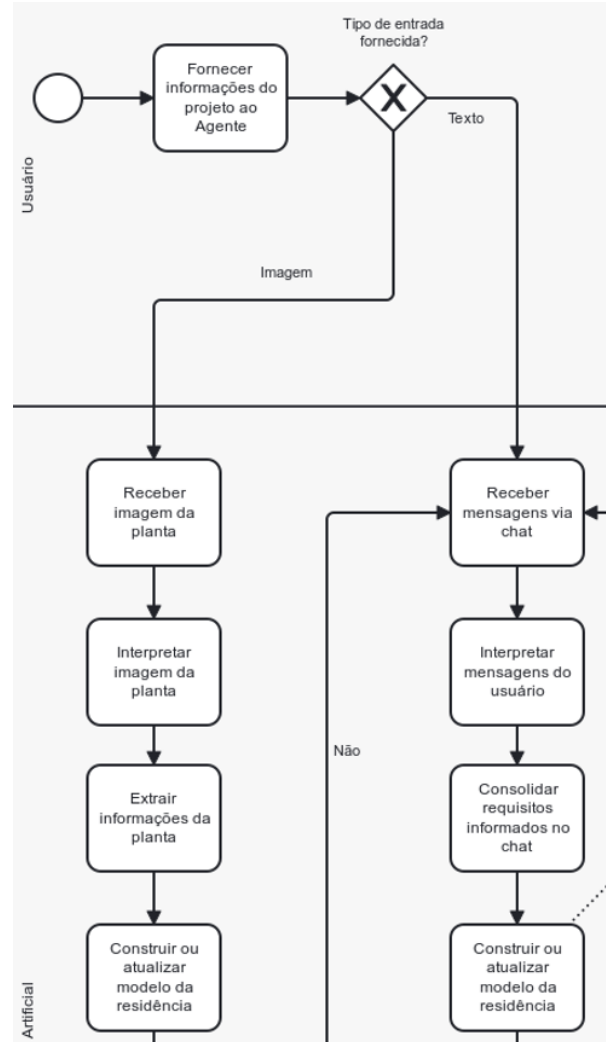 Tipo de entrada
fornecida?
Fornecer
informações do
projeto ao
Agente
X
Texto
Usuário
Imagem
Receber
imagem da
planta
Receber
mensagens via
chat
Interpretar
imagem da
planta
Interpretar
mensagens do
usuário
Não
Extrair
informações da
planta
Consolidar
requisitos
informados no
chat
Construir ou
atualizar
modelo da
residência
Construir ou
atualizar
modelo da
residência
Artificial